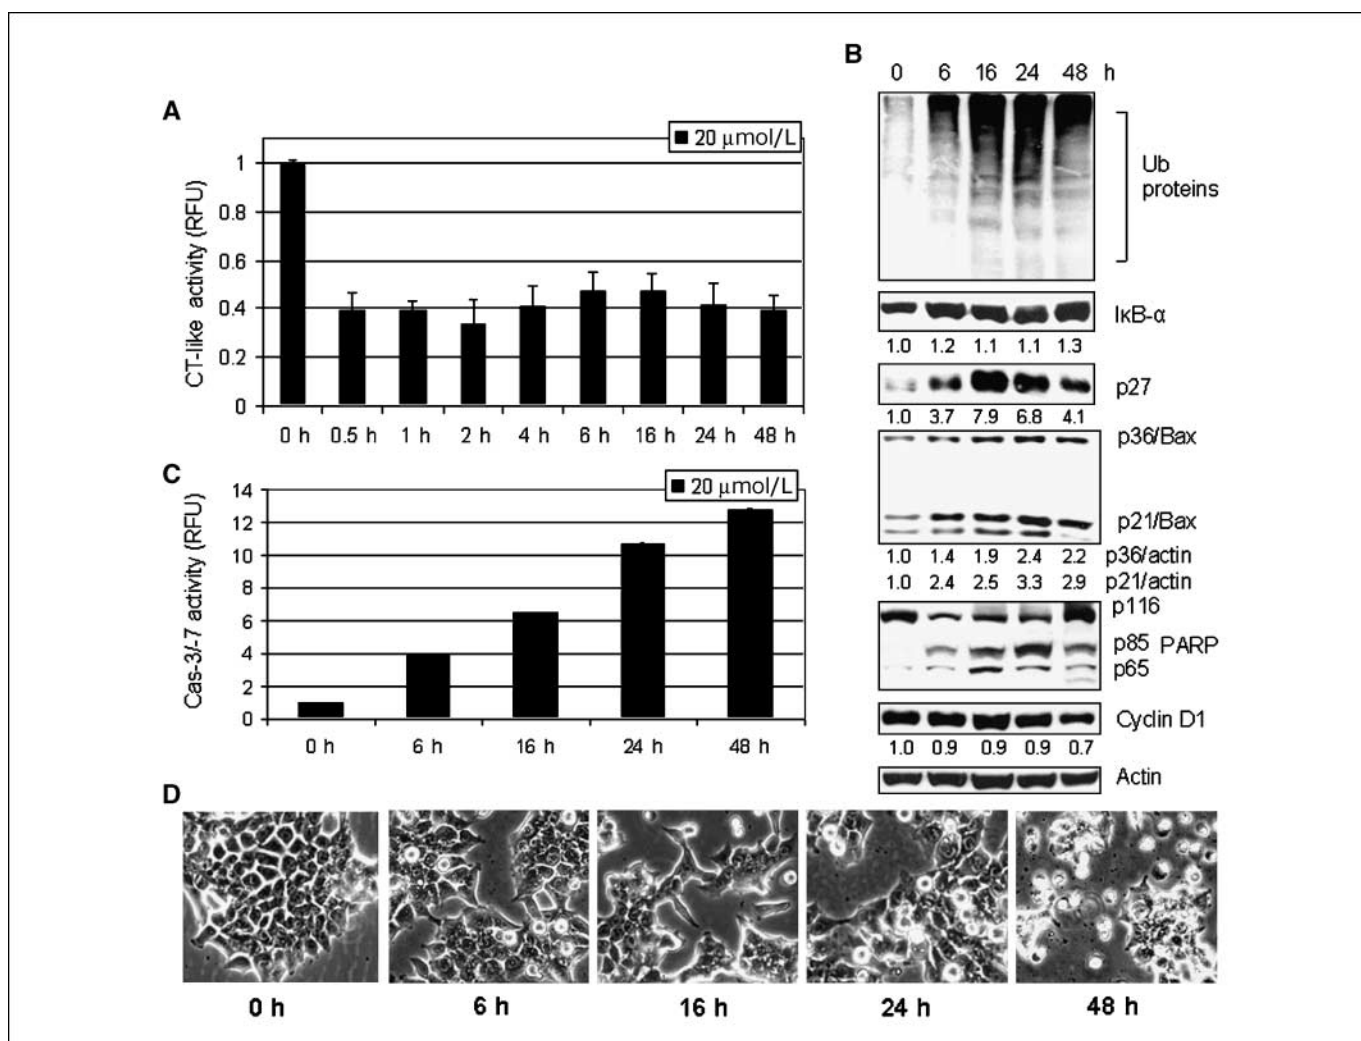 A
20 μmol/L
CT-like activity (RFU)
1
0.8
0.6
0.4
0.2
0
0 h 0.5 h 1 h 2 h 4 h 6 h 16 h 24 h 48 h
B
0 6 16 24 48 h
Ub
proteins
IκB-α
1.0 1.2 1.1 1.1 1.3
p27
1.0 3.7 7.9 6.8 4.1
p36/Bax
p21/Bax
1.0 1.4 1.9 2.4 2.2 p36/actin
1.0 2.4 2.5 3.3 2.9 p21/actin
p116
p85 PARP
p65
Cyclin D1
1.0 0.9 0.9 0.9 0.7
Actin
C
20 μmol/L
Cas-3/-7 activity (RFU)
14
12
10
8
6
4
2
0
0 h 6 h 16 h 24 h 48 h
D
0 h 6 h 16 h 24 h 48 h